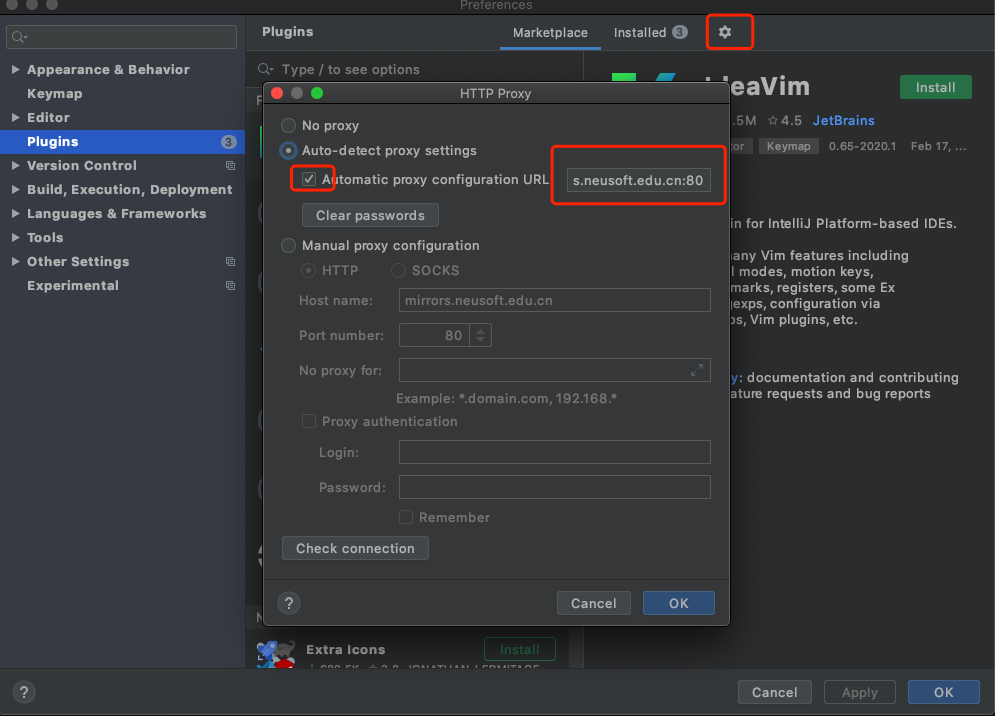 Preferences
Plugins
Marketplace
Installed 3
Type / to see options
Appearance & Behavior
Keymap
Editor
Plugins 3
Version Control
Build, Execution, Deployment
Languages & Frameworks
Tools
Other Settings
Experimental
HTTP Proxy
No proxy
Auto-detect proxy settings
Automatic proxy configuration URL
s.neusoft.edu.cn:80
Clear passwords
Manual proxy configuration
HTTP
SOCKS
Host name: mirrors.neusoft.edu.cn
Port number: 80
No proxy for:
Example: *.domain.com, 192.168.*
Proxy authentication
Login:
Password:
Remember
Check connection
?
Cancel
OK
eaVim
Install
.5M 4.5 JetBrains
tor Keymap 0.65-2020.1 Feb 17, ...
in for IntelliJ Platform-based IDEs.
any Vim features including
l modes, motion keys,
marks, registers, some Ex
gexps, configuration via
os, Vim plugins, etc.
y: documentation and contributing
ature requests and bug reports
Extra Icons
Install
?
Cancel
Apply
OK